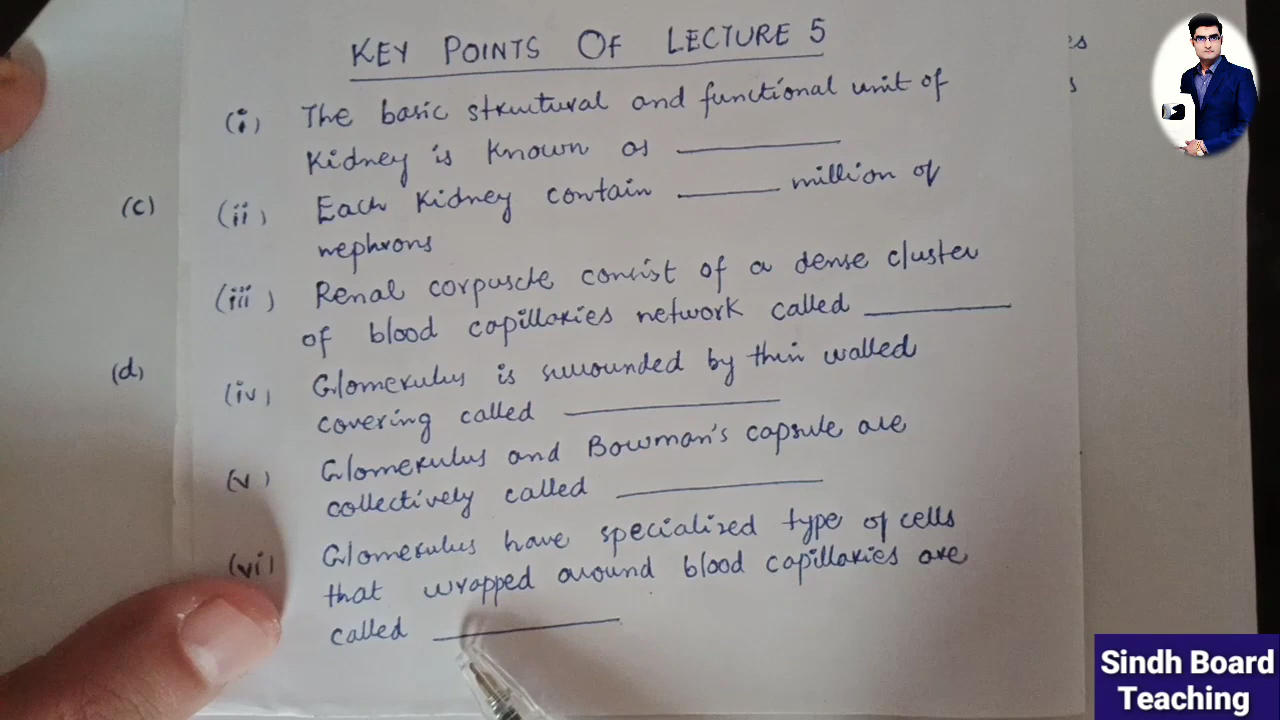 KEY POINTS OF LECTURE 5
(i) The basic structural and functional unit of
Kidney is known as ________
(ii) Each Kidney contain ______ million of
nephrons
(iii) Renal corpuscle consist of a dense cluster
of blood capillaries network called ________
(iv) Glomerulus is surrounded by thin walled
covering called ________
(v) Glomerulus and Bowman's capsule are
collectively called ________
(vi) Glomerulus have specialized type of cells
that wrapped around blood capillaries are
called ________
(c)
(d)
Sindh Board
Teaching